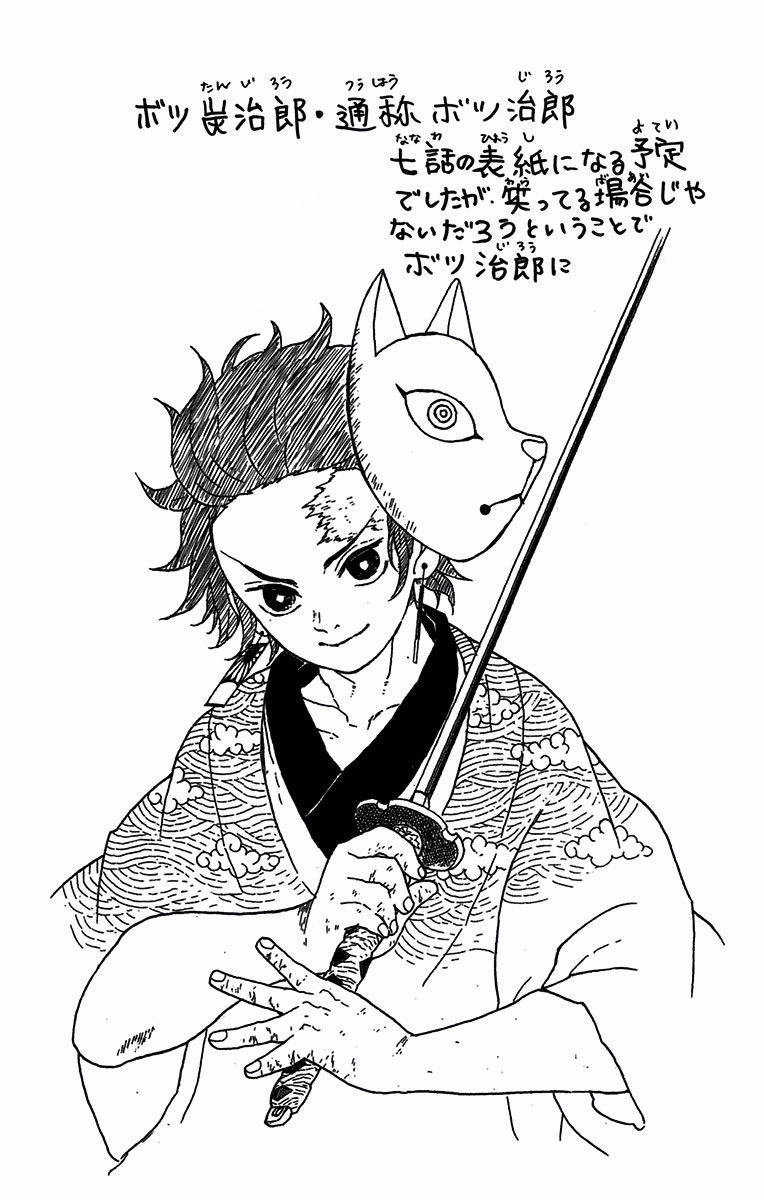 ボツ炭治郎・通称 ボツ治郎
七話の表紙になる予定
でしたが、笑ってる場合じゃ
ないだろうということで
ボツ治郎に